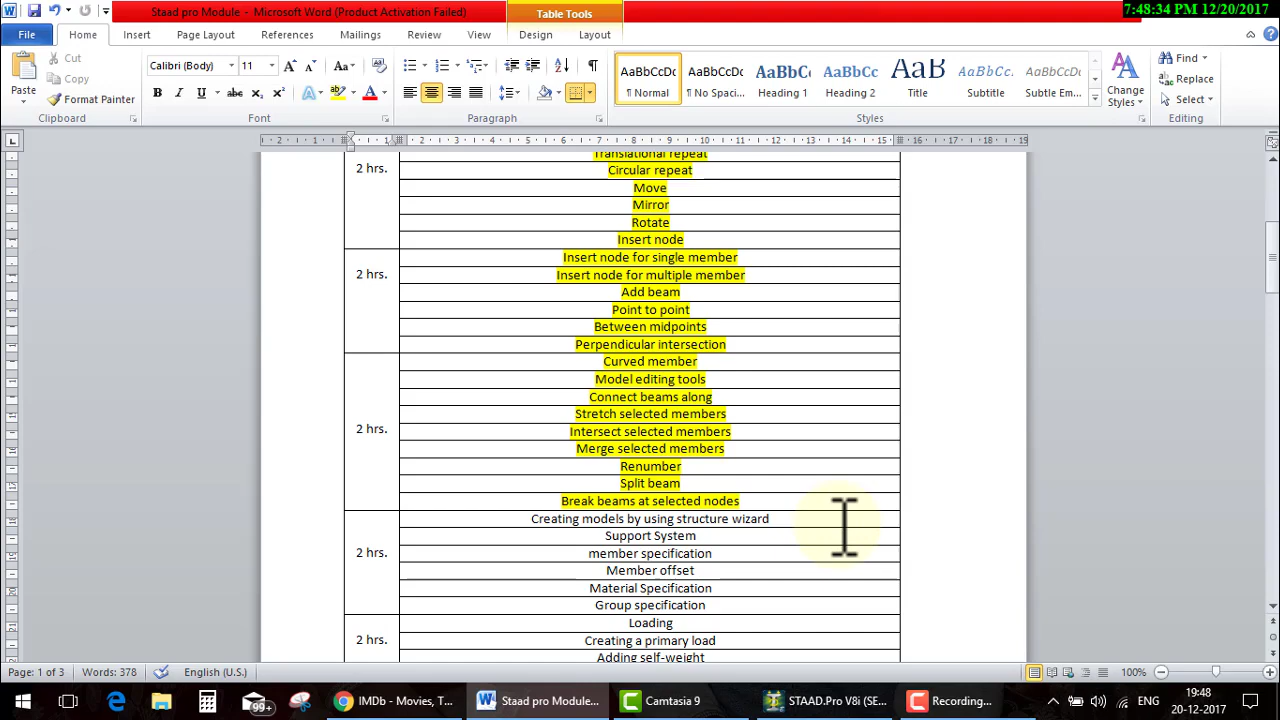 Staad pro Module - Microsoft Word (Product Activation Failed)
Table Tools
7:48:34 PM 12/20/2017
File
Home
Insert
Page Layout
References
Mailings
Review
View
Design
Layout
Paste
Cut
Copy
Format Painter
Clipboard
Calibri (Body)
11
Font
Paragraph
AaBbCcDc
¶ Normal
AaBbCcDc
¶ No Spaci...
AaBbCc
Heading 1
AaBbCc
Heading 2
AaB
Title
AaBbCcL
Subtitle
AaBbCcDc
Subtle Em...
Change
Styles
Styles
Find
Replace
Select
Editing
2 hrs.
Translational repeat
Circular repeat
Move
Mirror
Rotate
Insert node
2 hrs.
Insert node for single member
Insert node for multiple member
Add beam
Point to point
Between midpoints
Perpendicular intersection
2 hrs.
Curved member
Model editing tools
Connect beams along
Stretch selected members
Intersect selected members
Merge selected members
Renumber
Split beam
Break beams at selected nodes
2 hrs.
Creating models by using structure wizard
Support System
member specification
Member offset
Material Specification
Group specification
2 hrs.
Loading
Creating a primary load
Adding self-weight
Page: 1 of 3
Words: 378
English (U.S.)
100%
99+
IMDb - Movies, T...
Staad pro Module...
Camtasia 9
STAAD.Pro V8i (SE...
Recording...
ENG
19:48
20-12-2017